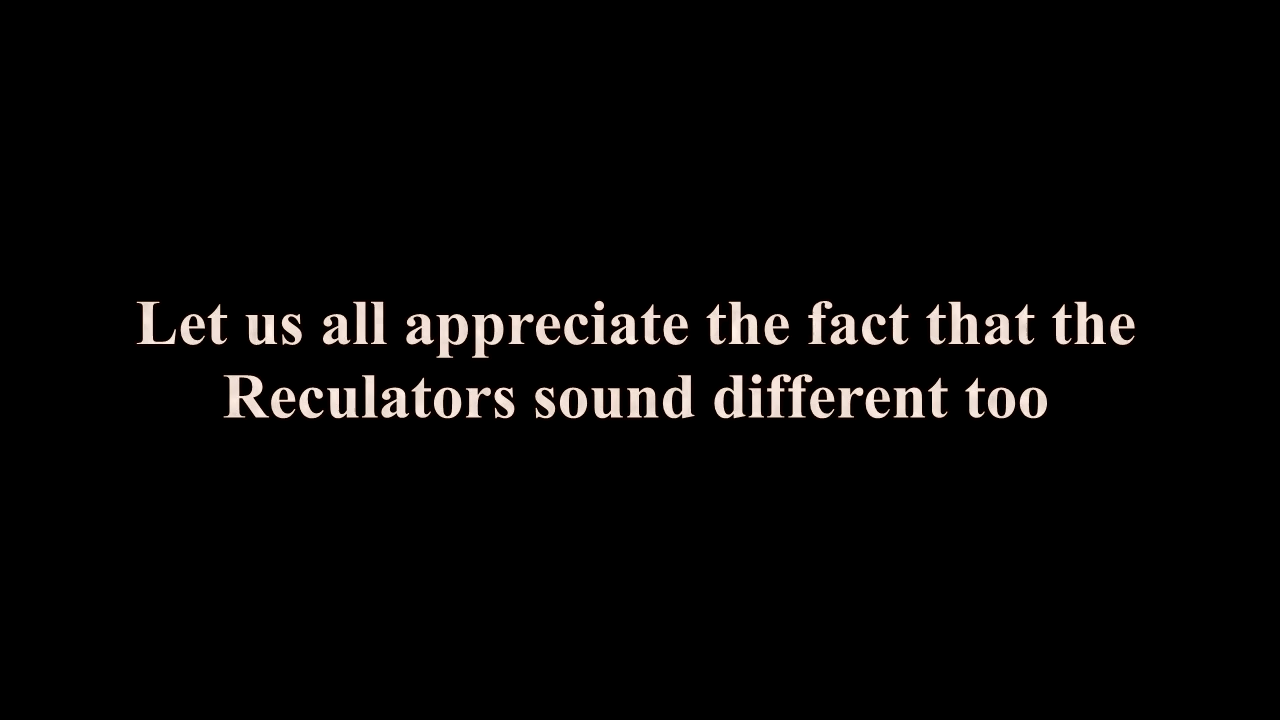 Let us all appreciate the fact that the
Reculators sound different too